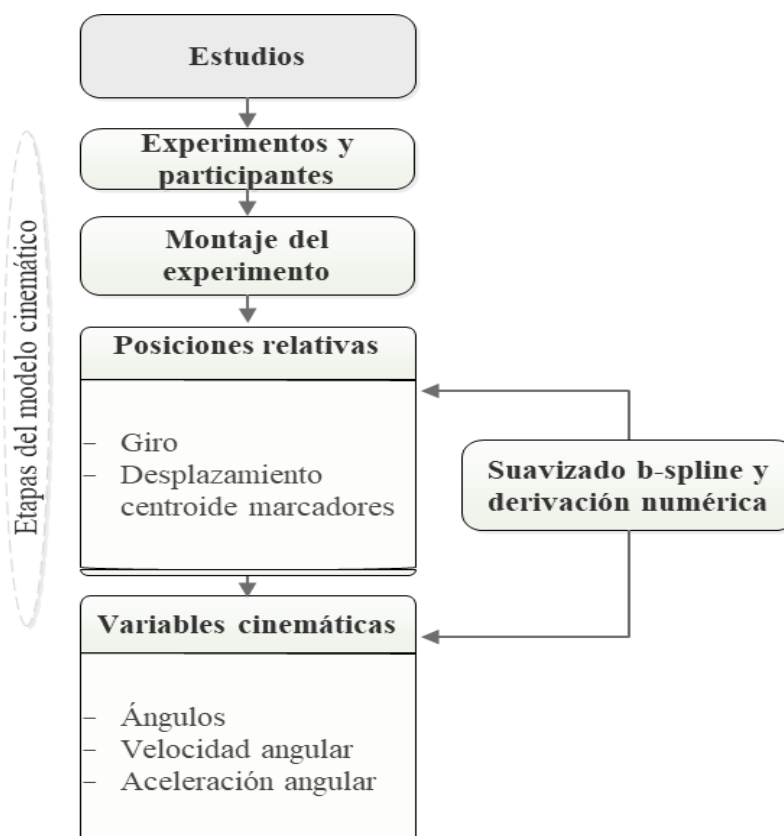 Estudios
Experimentos y
participantes
Montaje del
experimento
Etapas del modelo cinemático
Posiciones relativas
– Giro
– Desplazamiento
centroide marcadores
Suavizado b-spline y
derivación numérica
Variables cinemáticas
– Ángulos
– Velocidad angular
– Aceleración angular